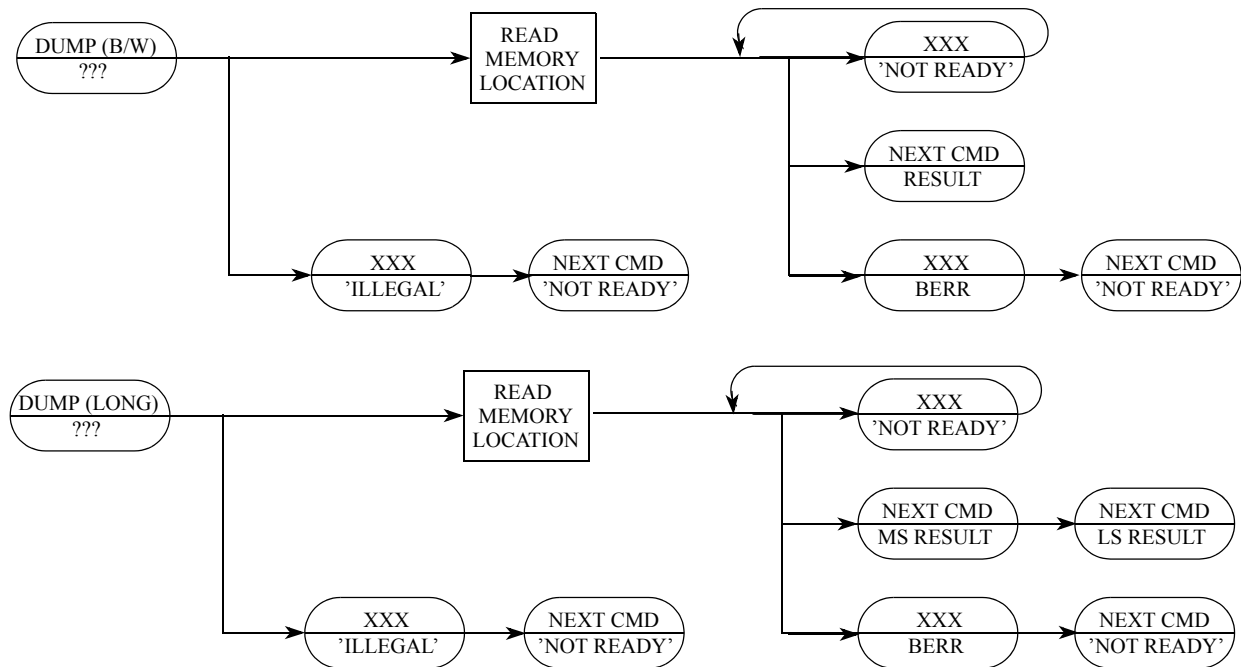 DUMP (B/W)
???
READ
MEMORY
LOCATION
XXX
’NOT READY’
NEXT CMD
RESULT
XXX
'ILLEGAL’
NEXT CMD
’NOT READY’
XXX
BERR
NEXT CMD
’NOT READY’
DUMP (LONG)
???
READ
MEMORY
LOCATION
XXX
’NOT READY’
NEXT CMD
MS RESULT
NEXT CMD
LS RESULT
XXX
'ILLEGAL’
NEXT CMD
’NOT READY’
XXX
BERR
NEXT CMD
’NOT READY’